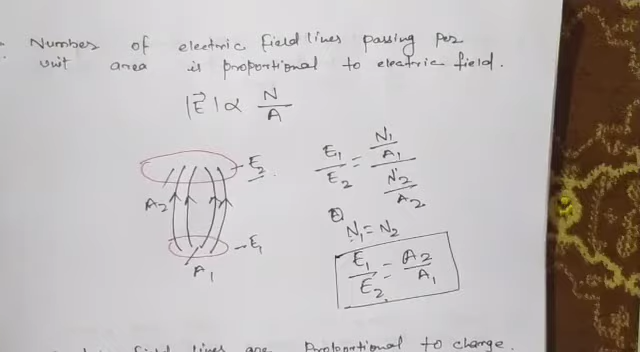 Number of electric field lines passing per
unit area is proportional to electric field.
|E⃗| ∝ N/A
E2
A2
E1
A1
E1/E2 = (N1/A1)/(N2/A2)
N1 = N2
E1/E2 = A2/A1
field lines are Proportional to charge.